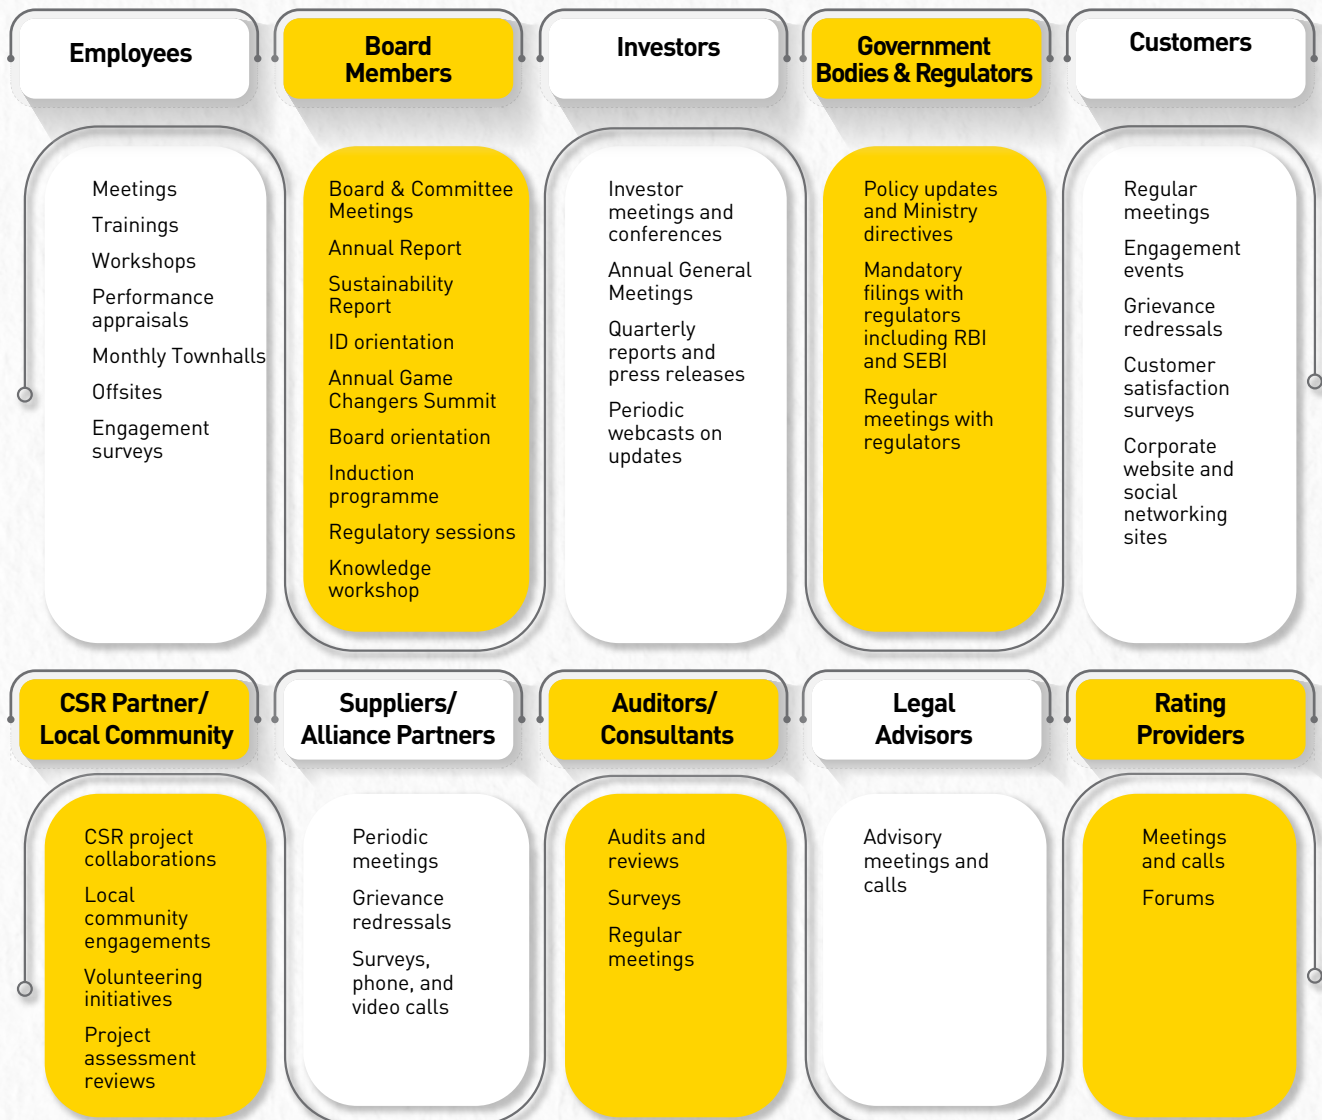 Employees
Meetings
Trainings
Workshops
Performance
appraisals
Monthly Townhalls
Offsites
Engagement
surveys
Board
Members
Board & Committee
Meetings
Annual Report
Sustainability
Report
ID orientation
Annual Game
Changers Summit
Board orientation
Induction
programme
Regulatory sessions
Knowledge
workshop
Investors
Investor
meetings and
conferences
Annual General
Meetings
Quarterly
reports and
press releases
Periodic
webcasts on
updates
Government
Bodies & Regulators
Policy updates
and Ministry
directives
Mandatory
filings with
regulators
including RBI
and SEBI
Regular
meetings with
regulators
Customers
Regular
meetings
Engagement
events
Grievance
redressals
Customer
satisfaction
surveys
Corporate
website and
social
networking
sites
CSR Partner/
Local Community
CSR project
collaborations
Local
community
engagements
Volunteering
initiatives
Project
assessment
reviews
Suppliers/
Alliance Partners
Periodic
meetings
Grievance
redressals
Surveys,
phone, and
video calls
Auditors/
Consultants
Audits and
reviews
Surveys
Regular
meetings
Legal
Advisors
Advisory
meetings and
calls
Rating
Providers
Meetings
and calls
Forums